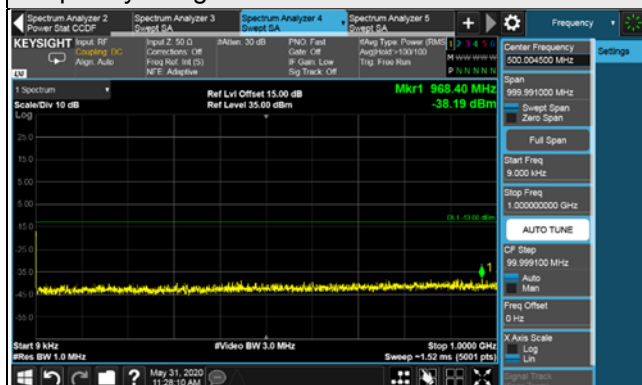 Spectrum Analyzer 2
Power Stat CCDF
Spectrum Analyzer 3
Swept SA
Spectrum Analyzer 4
Swept SA
Spectrum Analyzer 5
Swept SA
+
Frequency
KEYSIGHT
Input: RF
Coupling: DC
Align: Auto
Input Z: 50 Ω
Corrections: Off
Freq Ref: Int (S)
NFE: Adaptive
#Atten: 30 dB
PNO: Fast
Gate: Off
IF Gain: Low
Sig Track: Off
#Avg Type: Power (RMS)
Avg|Hold:>100/100
Trig: Free Run
1 2 3 4 5 6
M W W W W W
P N N N N N
LXI
1 Spectrum
Scale/Div 10 dB
Log
Ref Lvl Offset 15.00 dB
Ref Level 35.00 dBm
Mkr1 968.40 MHz
-38.19 dBm
25.0
15.0
5.00
-5.00
-15.0
-25.0
-35.0
-45.0
-55.0
DL1 -13.00 dBm
1
Start 9 kHz
#Res BW 1.0 MHz
#Video BW 3.0 MHz
Stop 1.0000 GHz
Sweep ~1.52 ms (5001 pts)
May 31, 2020
11:28:10 AM
Center Frequency
500.004500 MHz
Settings
Span
999.991000 MHz
Swept Span
Zero Span
Full Span
Start Freq
9.000 kHz
Stop Freq
1.000000000 GHz
AUTO TUNE
CF Step
99.999100 MHz
Auto
Man
Freq Offset
0 Hz
X Axis Scale
Log
Lin
Signal Track